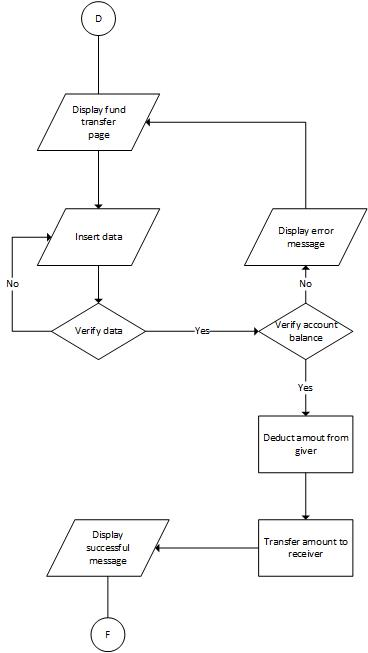 D
Display fund
transfer
page
Insert data
Display error
message
No
No
Verify data
Yes
Verify account
balance
Yes
Deduct amout from
giver
Display
successful
message
Transfer amount to
receiver
F